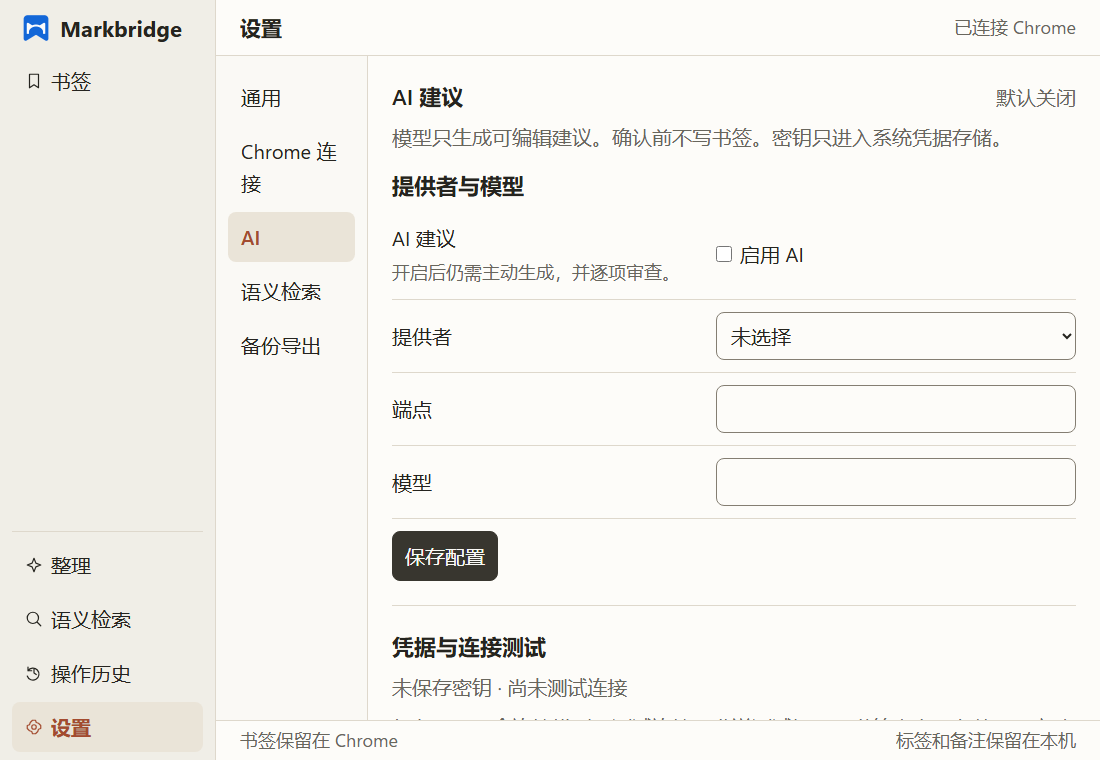 Markbridge
书签
整理
语义检索
操作历史
设置
设置
已连接 Chrome
通用
Chrome 连
接
AI
语义检索
备份导出
AI 建议
默认关闭
模型只生成可编辑建议。确认前不写书签。密钥只进入系统凭据存储。
提供者与模型
AI 建议
开启后仍需主动生成，并逐项审查。
启用 AI
提供者
未选择
端点
模型
保存配置
凭据与连接测试
未保存密钥 · 尚未测试连接
书签保留在 Chrome
标签和备注保留在本机